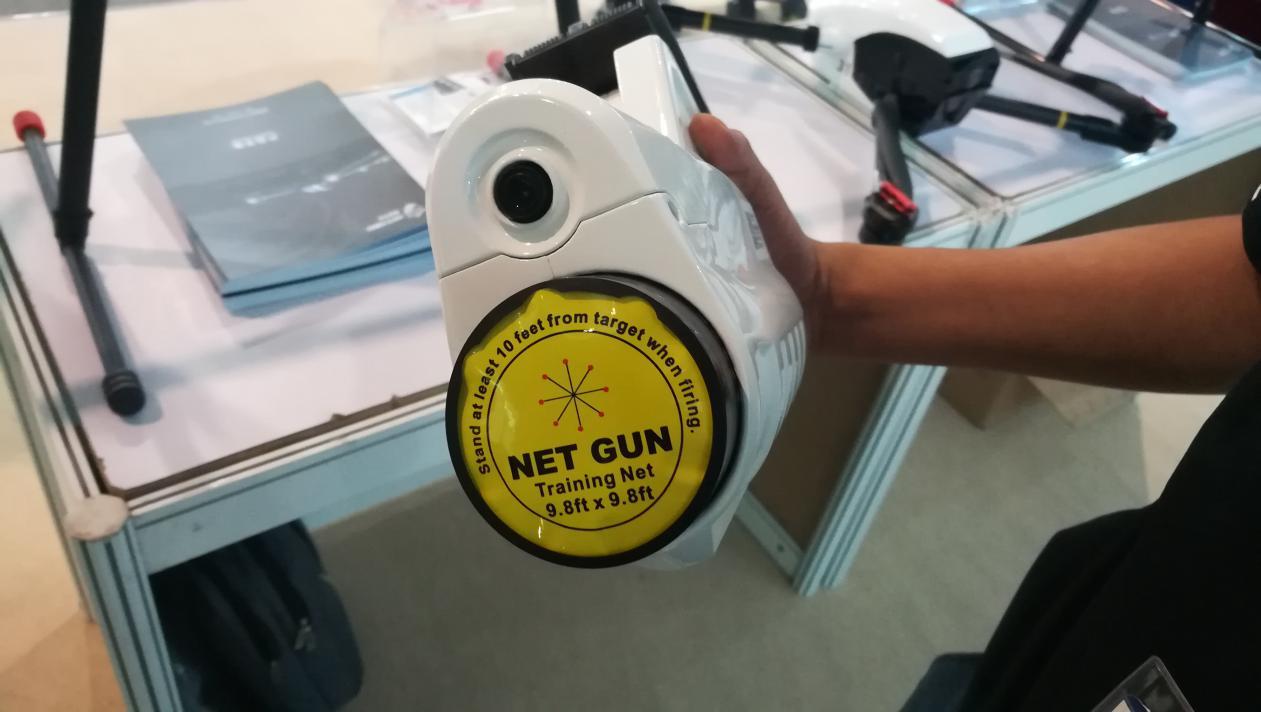 Stand at least 10 feet from target when firing.
NET GUN
Training Net
9.8ft x 9.8ft